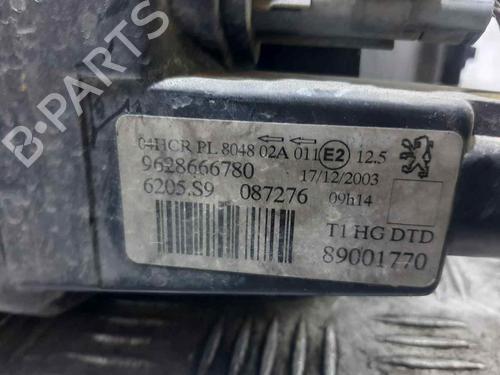 B-PARTS
04HCR PL 8048 02A 011 E2 12.5
9628666780 17/12/2003
6205.S9 087276 09h14
T1 HG DTD
89001770